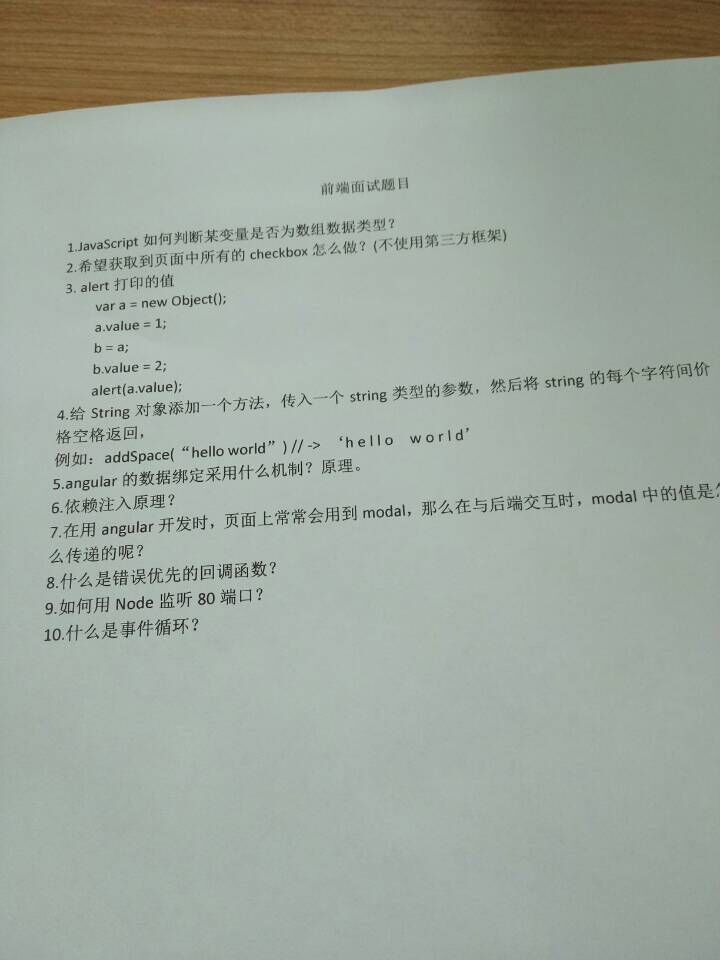 前端面试题目
1.JavaScript 如何判断某变量是否为数组数据类型？
2.希望获取到页面中所有的 checkbox 怎么做？(不使用第三方框架)
3. alert 打印的值
var a = new Object();
a.value = 1;
b = a;
b.value = 2;
alert(a.value);
4.给 String 对象添加一个方法，传入一个 string 类型的参数，然后将 string 的每个字符间价
格空格返回，
例如：addSpace(“hello world”) // -> ‘h e l l o   w o r l d’
5.angular 的数据绑定采用什么机制？原理。
6.依赖注入原理？
7.在用 angular 开发时，页面上常常会用到 modal，那么在与后端交互时，modal 中的值是
么传递的呢？
8.什么是错误优先的回调函数？
9.如何用 Node 监听 80 端口？
10.什么是事件循环？